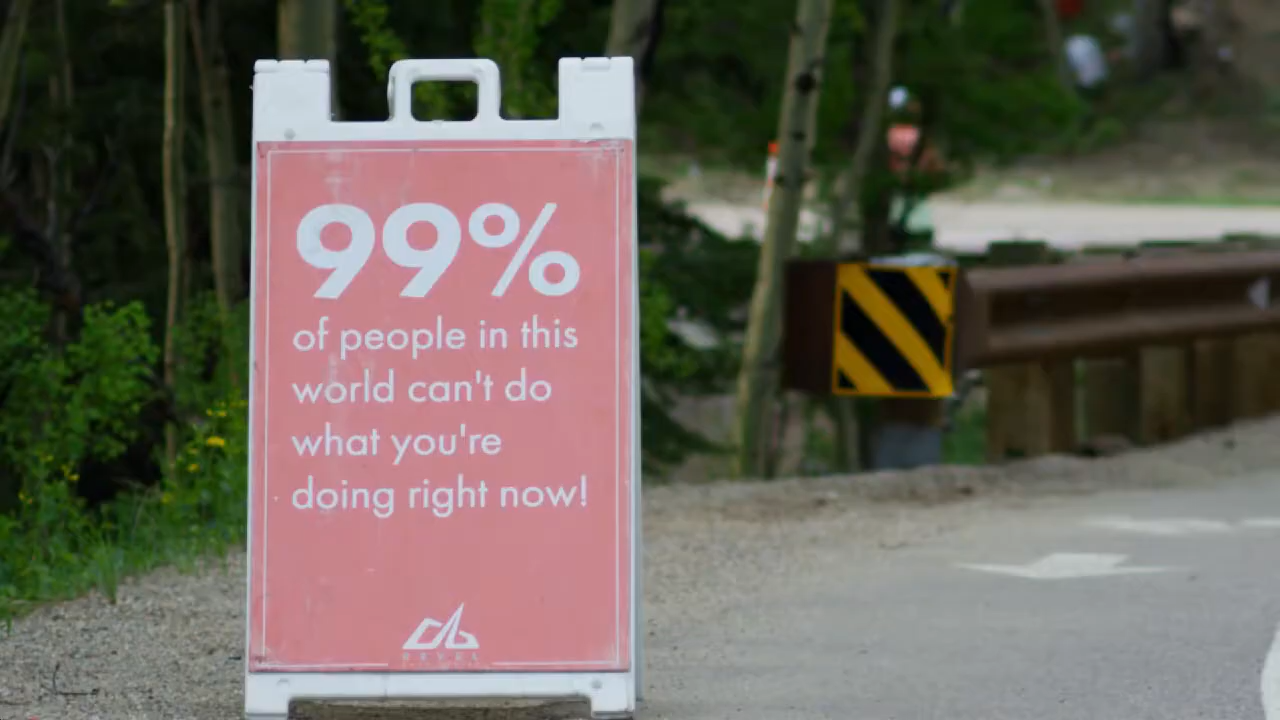 99%
of people in this
world can't do
what you're
doing right now!